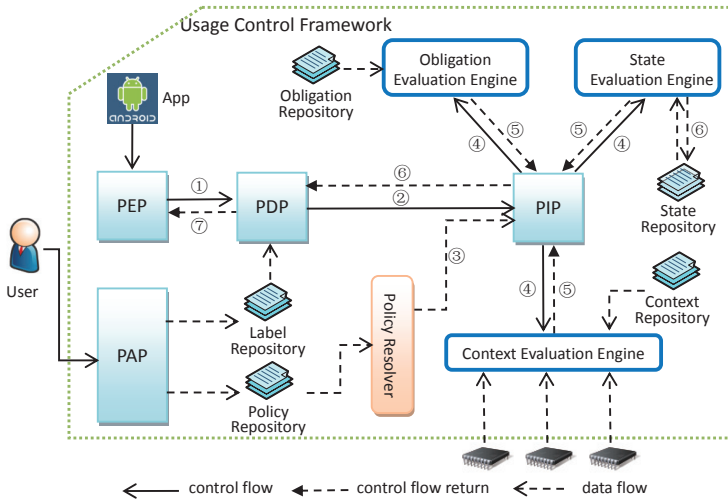 Usage Control Framework
App
ANDROID
Obligation
Evaluation Engine
State
Evaluation Engine
Obligation
Repository
⑤
④
⑤
④
⑥
State
Repository
PEP
①
⑦
PDP
⑥
②
PIP
③
User
PAP
Label
Repository
Policy
Repository
Policy Resolver
④
⑤
Context
Repository
Context Evaluation Engine
control flow
control flow return
data flow